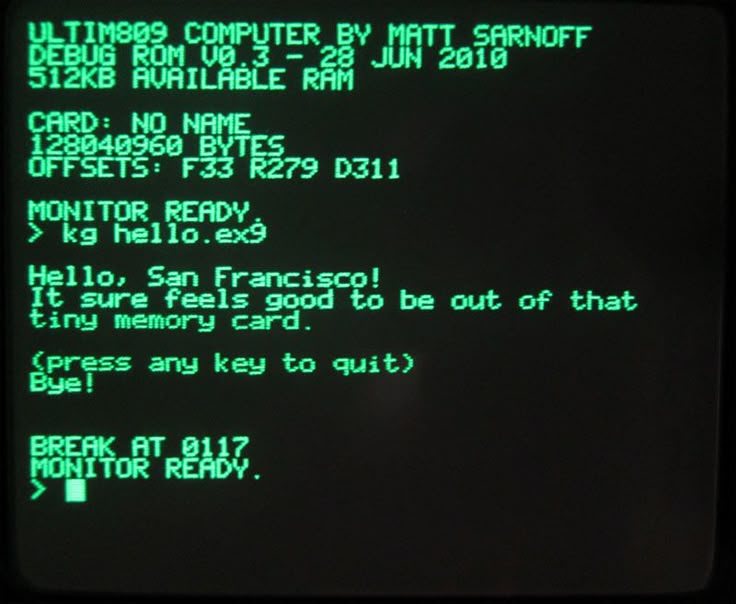 ULTIM809 COMPUTER BY MATT SARNOFF
DEBUG ROM V0.3 - 28 JUN 2010
512KB AVAILABLE RAM
CARD: NO NAME
128040960 BYTES
OFFSETS: F33 R279 D311
MONITOR READY.
> kg hello.ex9
Hello, San Francisco!
It sure feels good to be out of that
tiny memory card.
(press any key to quit)
Bye!
BREAK AT 0117
MONITOR READY.
>